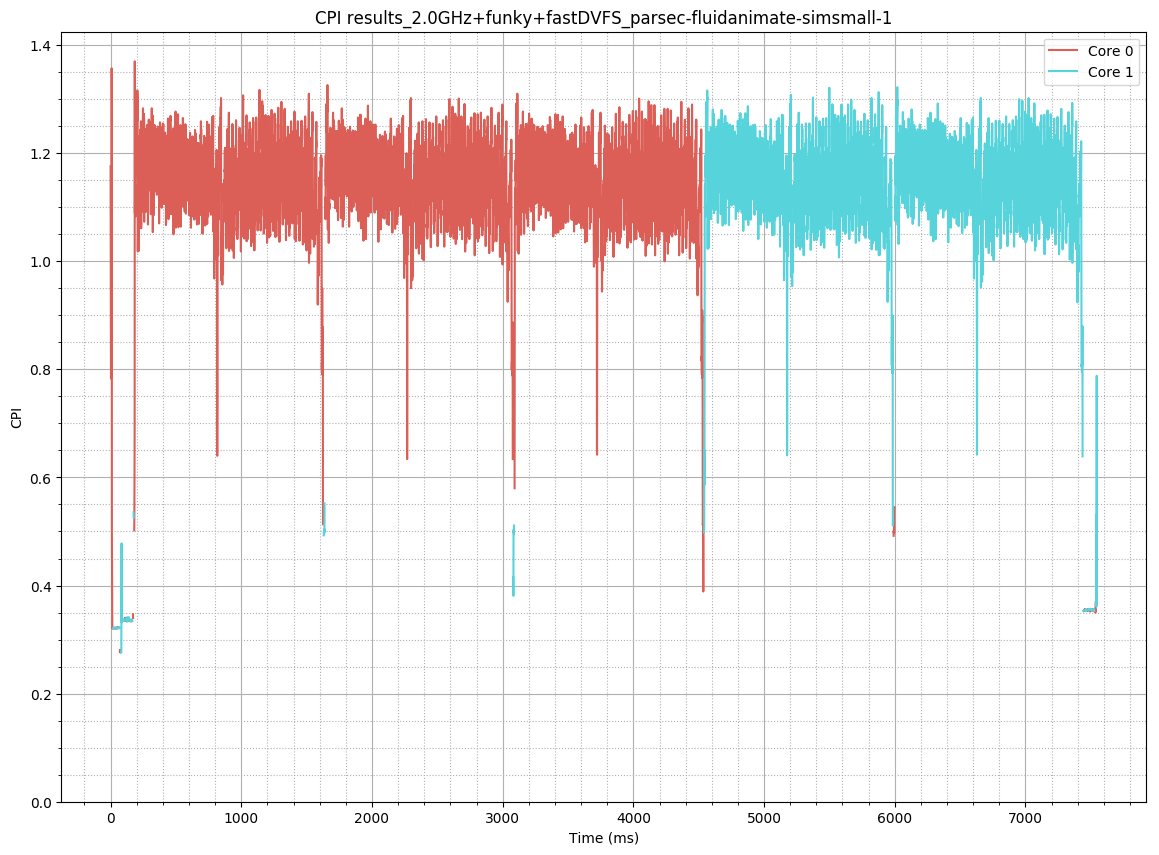 CPI results_2.0GHz+funky+fastDVFS_parsec-fluidanimate-simsmall-1
Core 0
Core 1
1.4
1.2
1.0
0.8
0.6
0.4
0.2
0.0
CPI
0 1000 2000 3000 4000 5000 6000 7000
Time (ms)